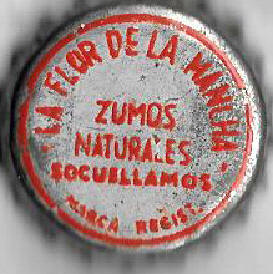 LA FLOR DE LA MANCHA
ZUMOS
NATURALES
SOCUELLAMOS
MARCA REGIST.